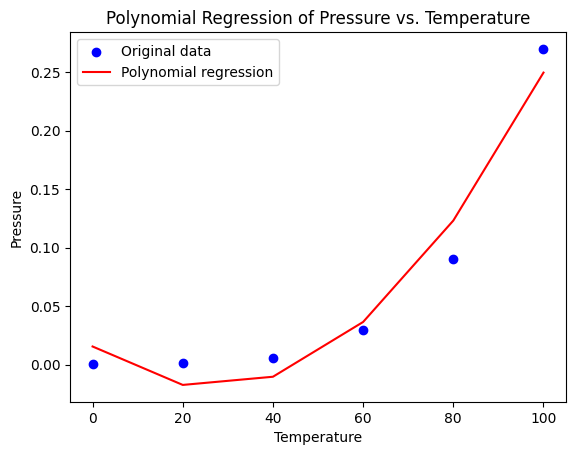 Polynomial Regression of Pressure vs. Temperature
Original data
Polynomial regression
0.25
0.20
0.15
0.10
0.05
0.00
Pressure
0 20 40 60 80 100
Temperature